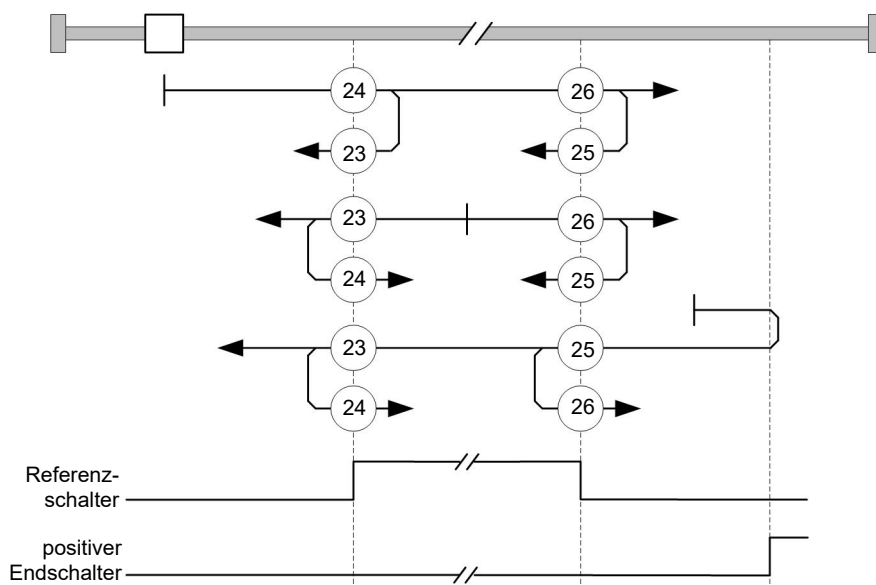 24 26
23 25
23 26
24 25
23 25
24 26
Referenz-
schalter
positiver
Endschalter